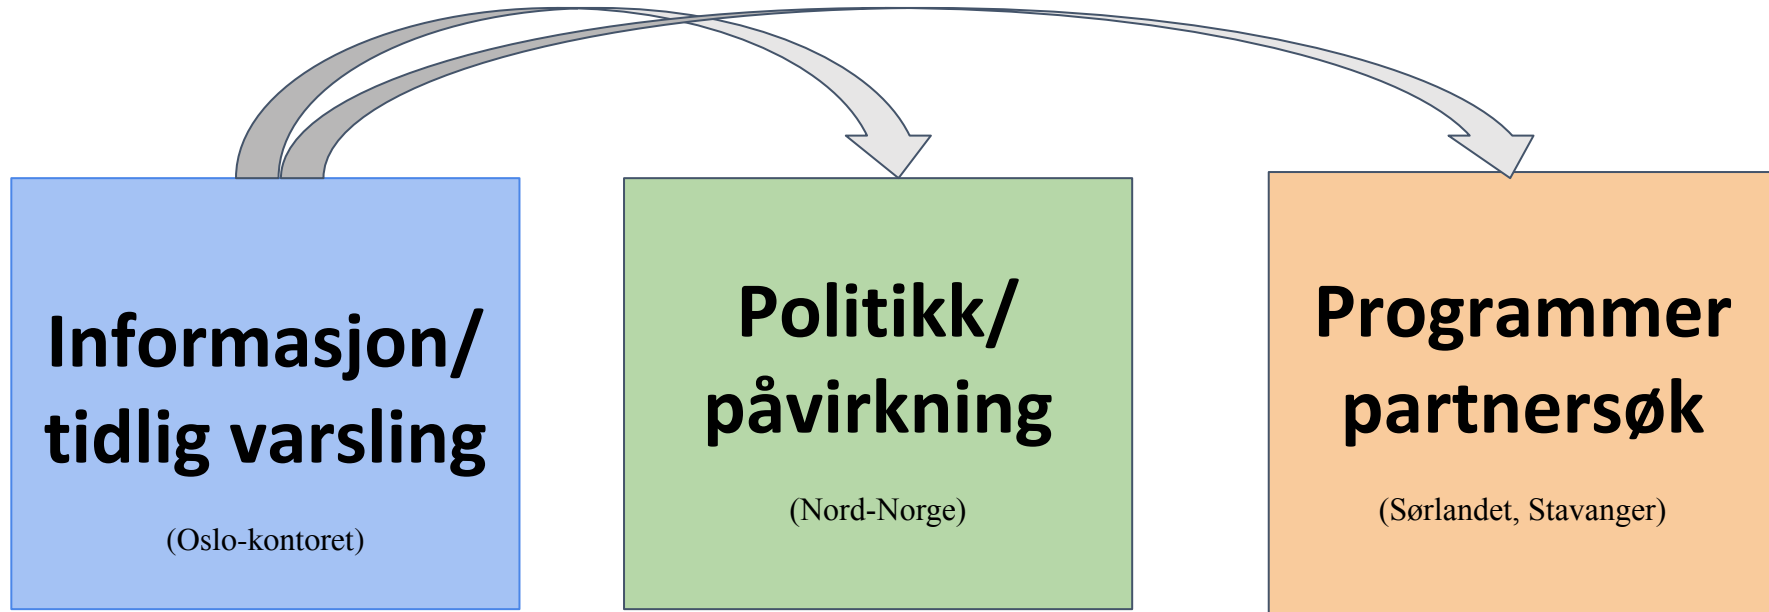 Informasjon/
tidlig varsling
(Oslo-kontoret)
Politikk/
påvirkning
(Nord-Norge)
Programmer
partnersøk
(Sørlandet, Stavanger)